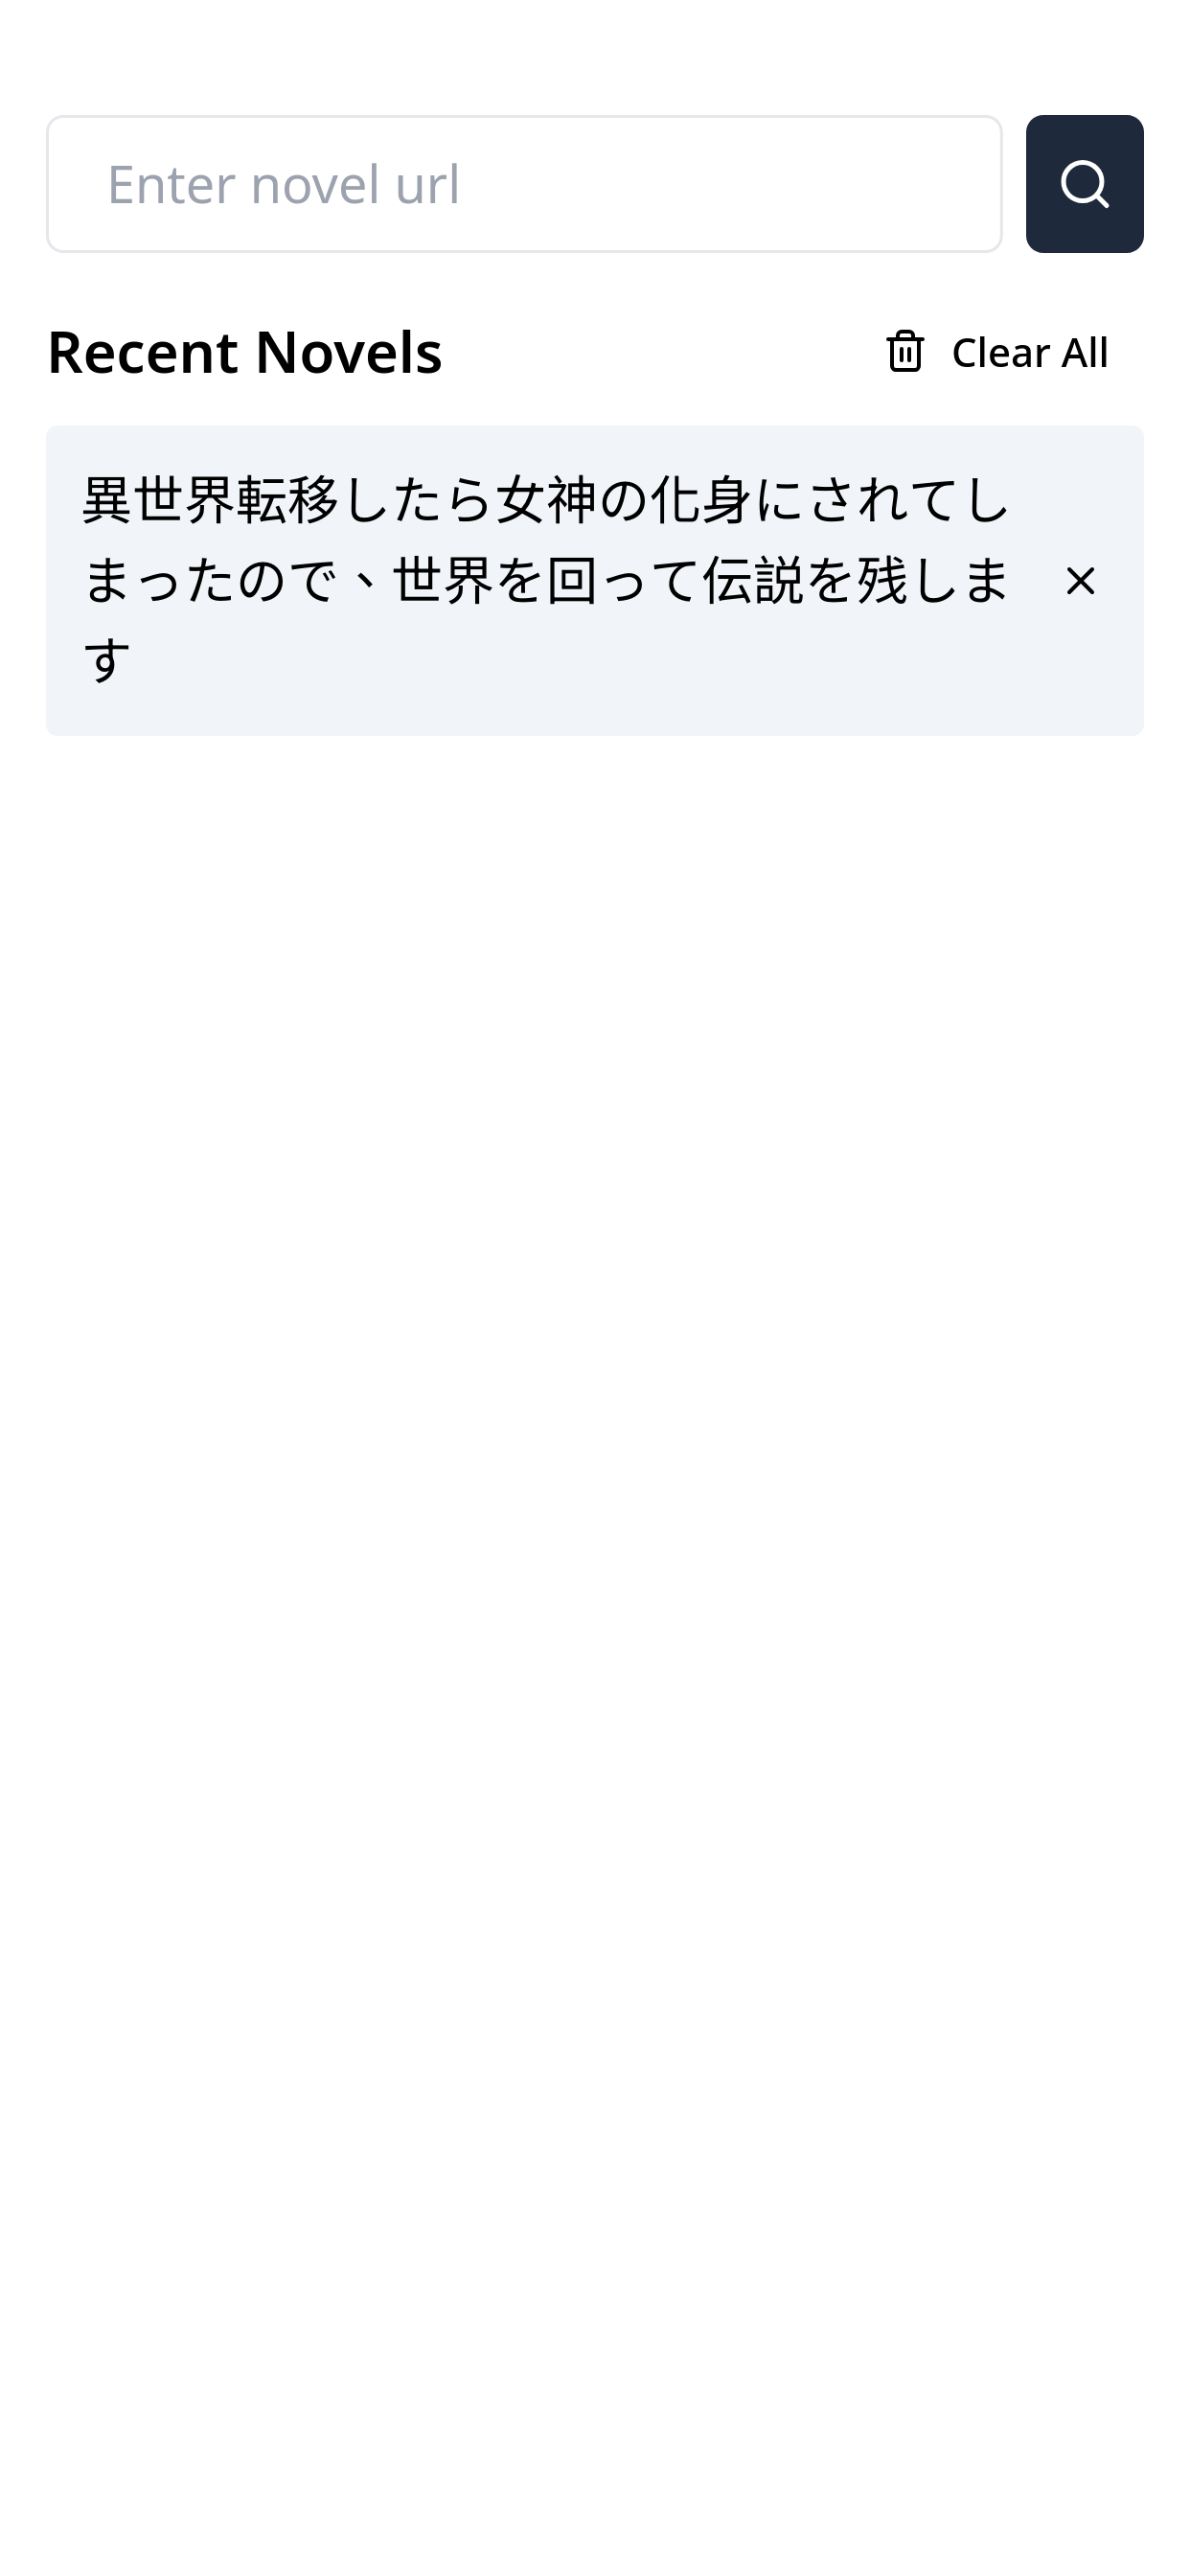 Enter novel url
Recent Novels
Clear All
異世界転移したら女神の化身にされてし
まったので、世界を回って伝説を残しま
す